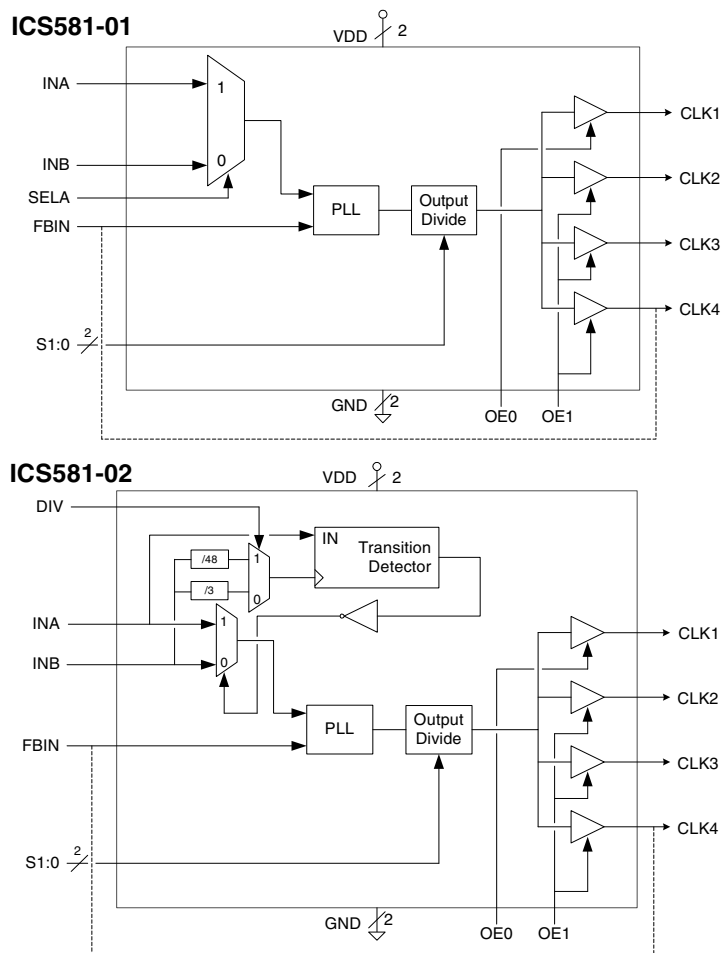 ICS581-01
VDD 2
INA
1
CLK1
INB
0
SELA
CLK2
PLL
Output
Divide
FBIN
CLK3
CLK4
S1:0 2
GND 2
OE0 OE1
ICS581-02
VDD 2
DIV
IN
Transition
Detector
/48
1
/3
0
INA
1
CLK1
INB
0
CLK2
PLL
Output
Divide
FBIN
CLK3
CLK4
S1:0 2
GND 2
OE0 OE1